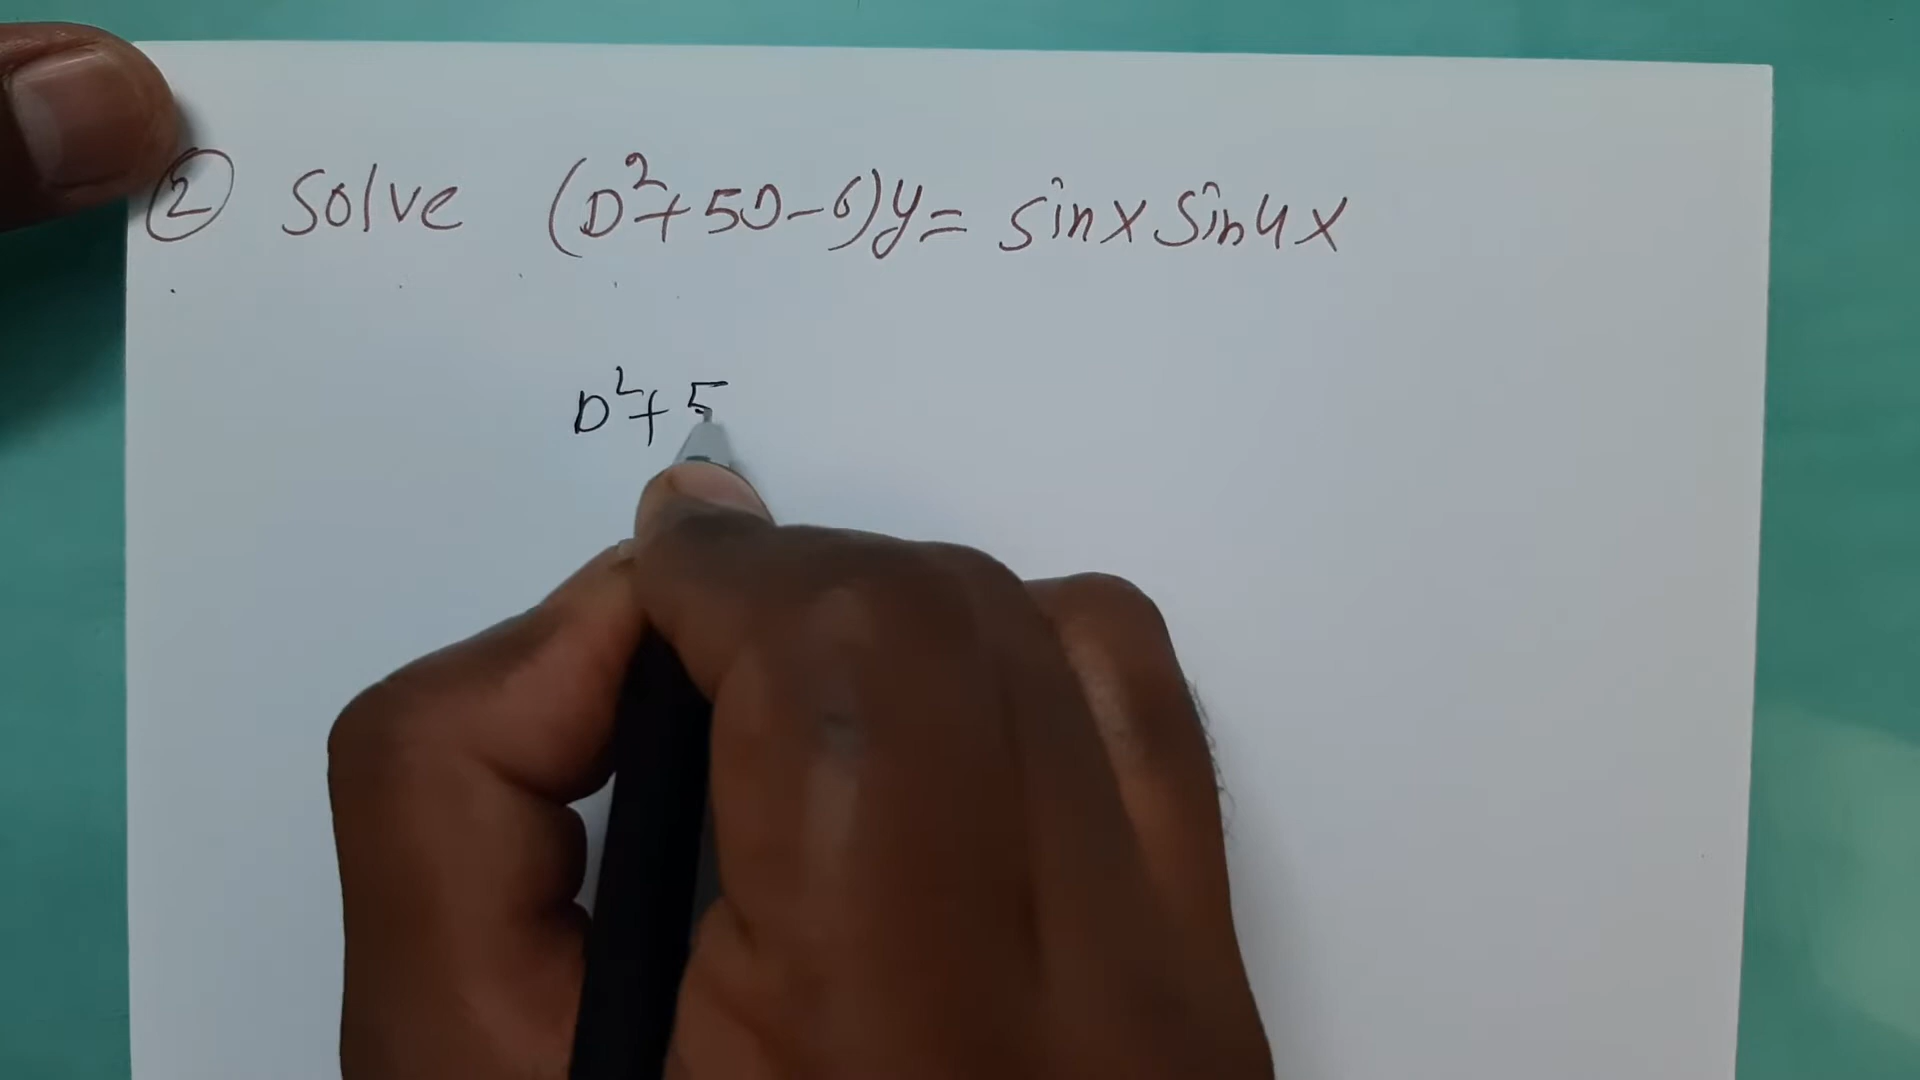 ② Solve (D²+5D-6)y = sinx sin4x
D²+5